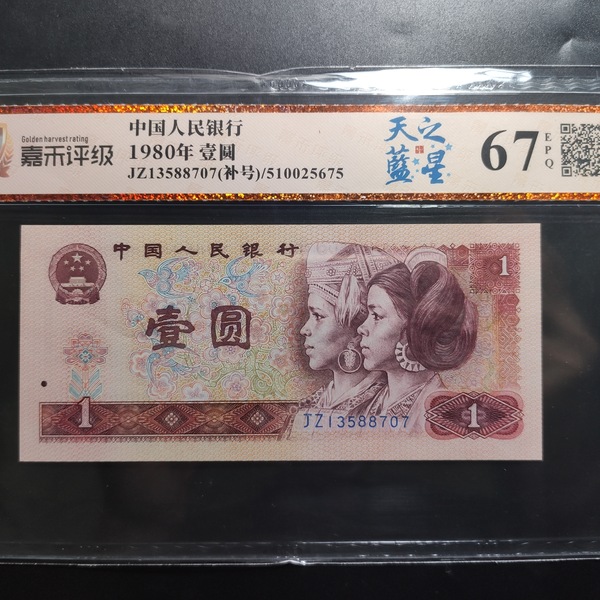 Golden harvest rating
嘉禾评级
中国人民银行
1980年 壹圆
JZ13588707(补号)/510025675
天之
藍星
67
EPQ
中国人民银行
1
壹圆
1
JZ13588707
1